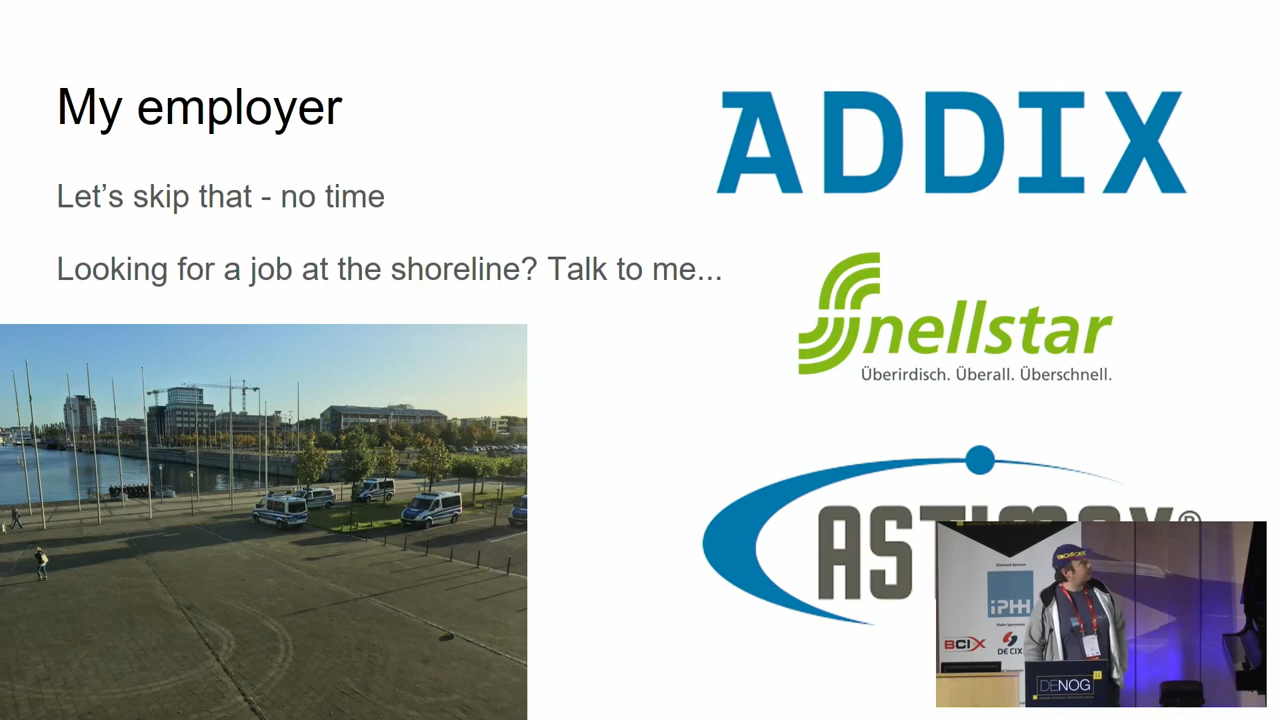 My employer
Let's skip that - no time
Looking for a job at the shoreline? Talk to me...
ADDIX
Snellstar
Überirdisch. Überall. Überschnell.
iPHH
BCIX
DE CIX
DENOG